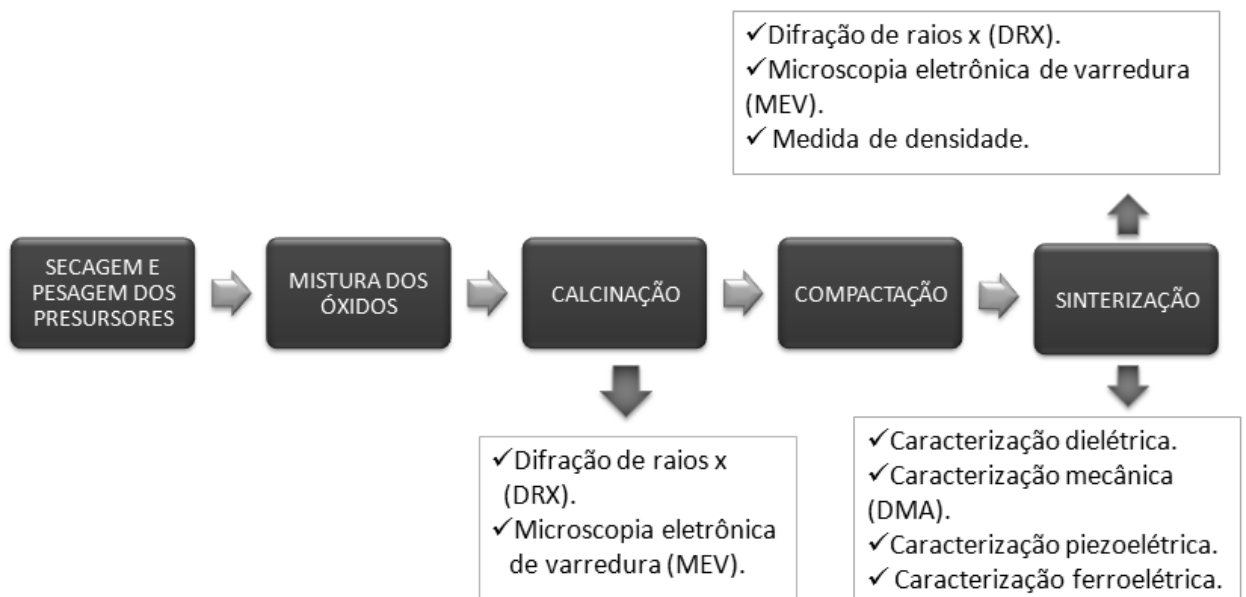 ✓Difração de raios x (DRX).
✓Microscopia eletrônica de varredura
(MEV).
✓ Medida de densidade.
SECAGEM E
PESAGEM DOS
PRESURSORES
MISTURA DOS
ÓXIDOS
CALCINAÇÃO
COMPACTAÇÃO
SINTERIZAÇÃO
✓Difração de raios x
(DRX).
✓Microscopia eletrônica
de varredura (MEV).
✓Caracterização dielétrica.
✓Caracterização mecânica
(DMA).
✓Caracterização piezoelétrica.
✓ Caracterização ferroelétrica.